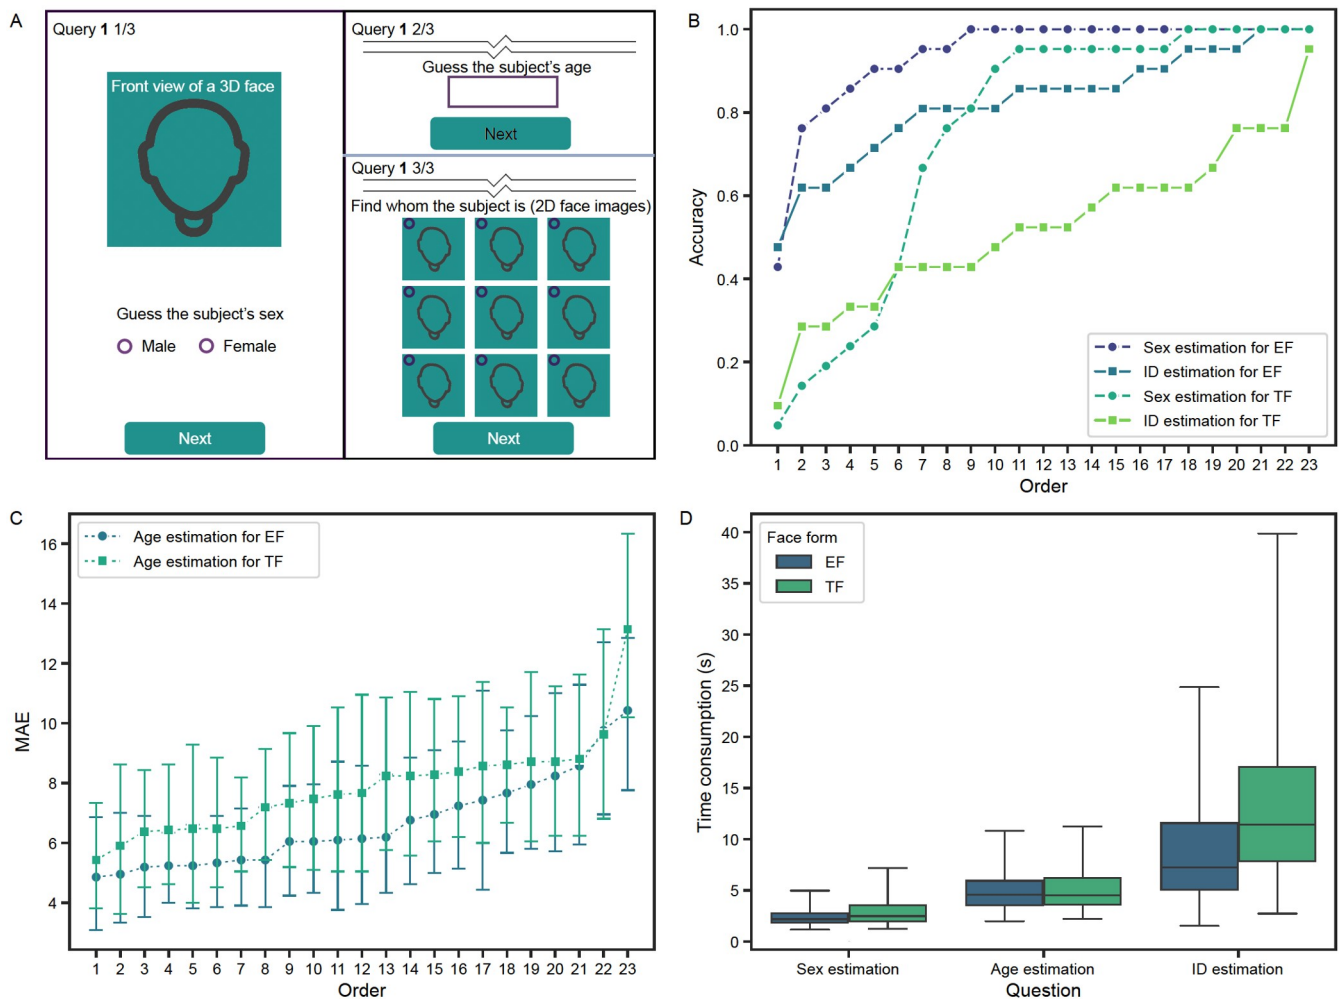 A
Query 1 1/3
Front view of a 3D face
Guess the subject's sex
Male Female
Next
Query 1 2/3
Guess the subject's age
Next
Query 1 3/3
Find whom the subject is (2D face images)
Next
B
Accuracy
1.0
0.8
0.6
0.4
0.2
0.0
Sex estimation for EF
ID estimation for EF
Sex estimation for TF
ID estimation for TF
1 2 3 4 5 6 7 8 9 10 11 12 13 14 15 16 17 18 19 20 21 22 23
Order
C
MAE
16
14
12
10
8
6
4
Age estimation for EF
Age estimation for TF
1 2 3 4 5 6 7 8 9 10 11 12 13 14 15 16 17 18 19 20 21 22 23
Order
D
Time consumption (s)
40
35
30
25
20
15
10
5
0
Face form
EF
TF
Sex estimation Age estimation ID estimation
Question